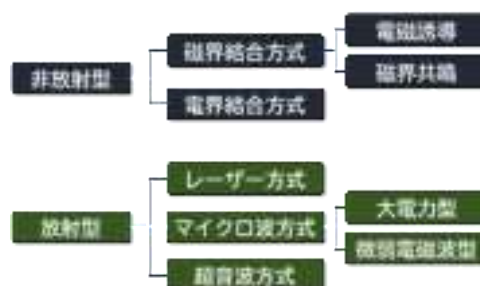 電磁誘導
磁界結合方式
磁界共鳴
非放射型
電界結合方式
レーザー方式
大電力型
放射型
マイクロ波方式
微弱電磁波型
超音波方式